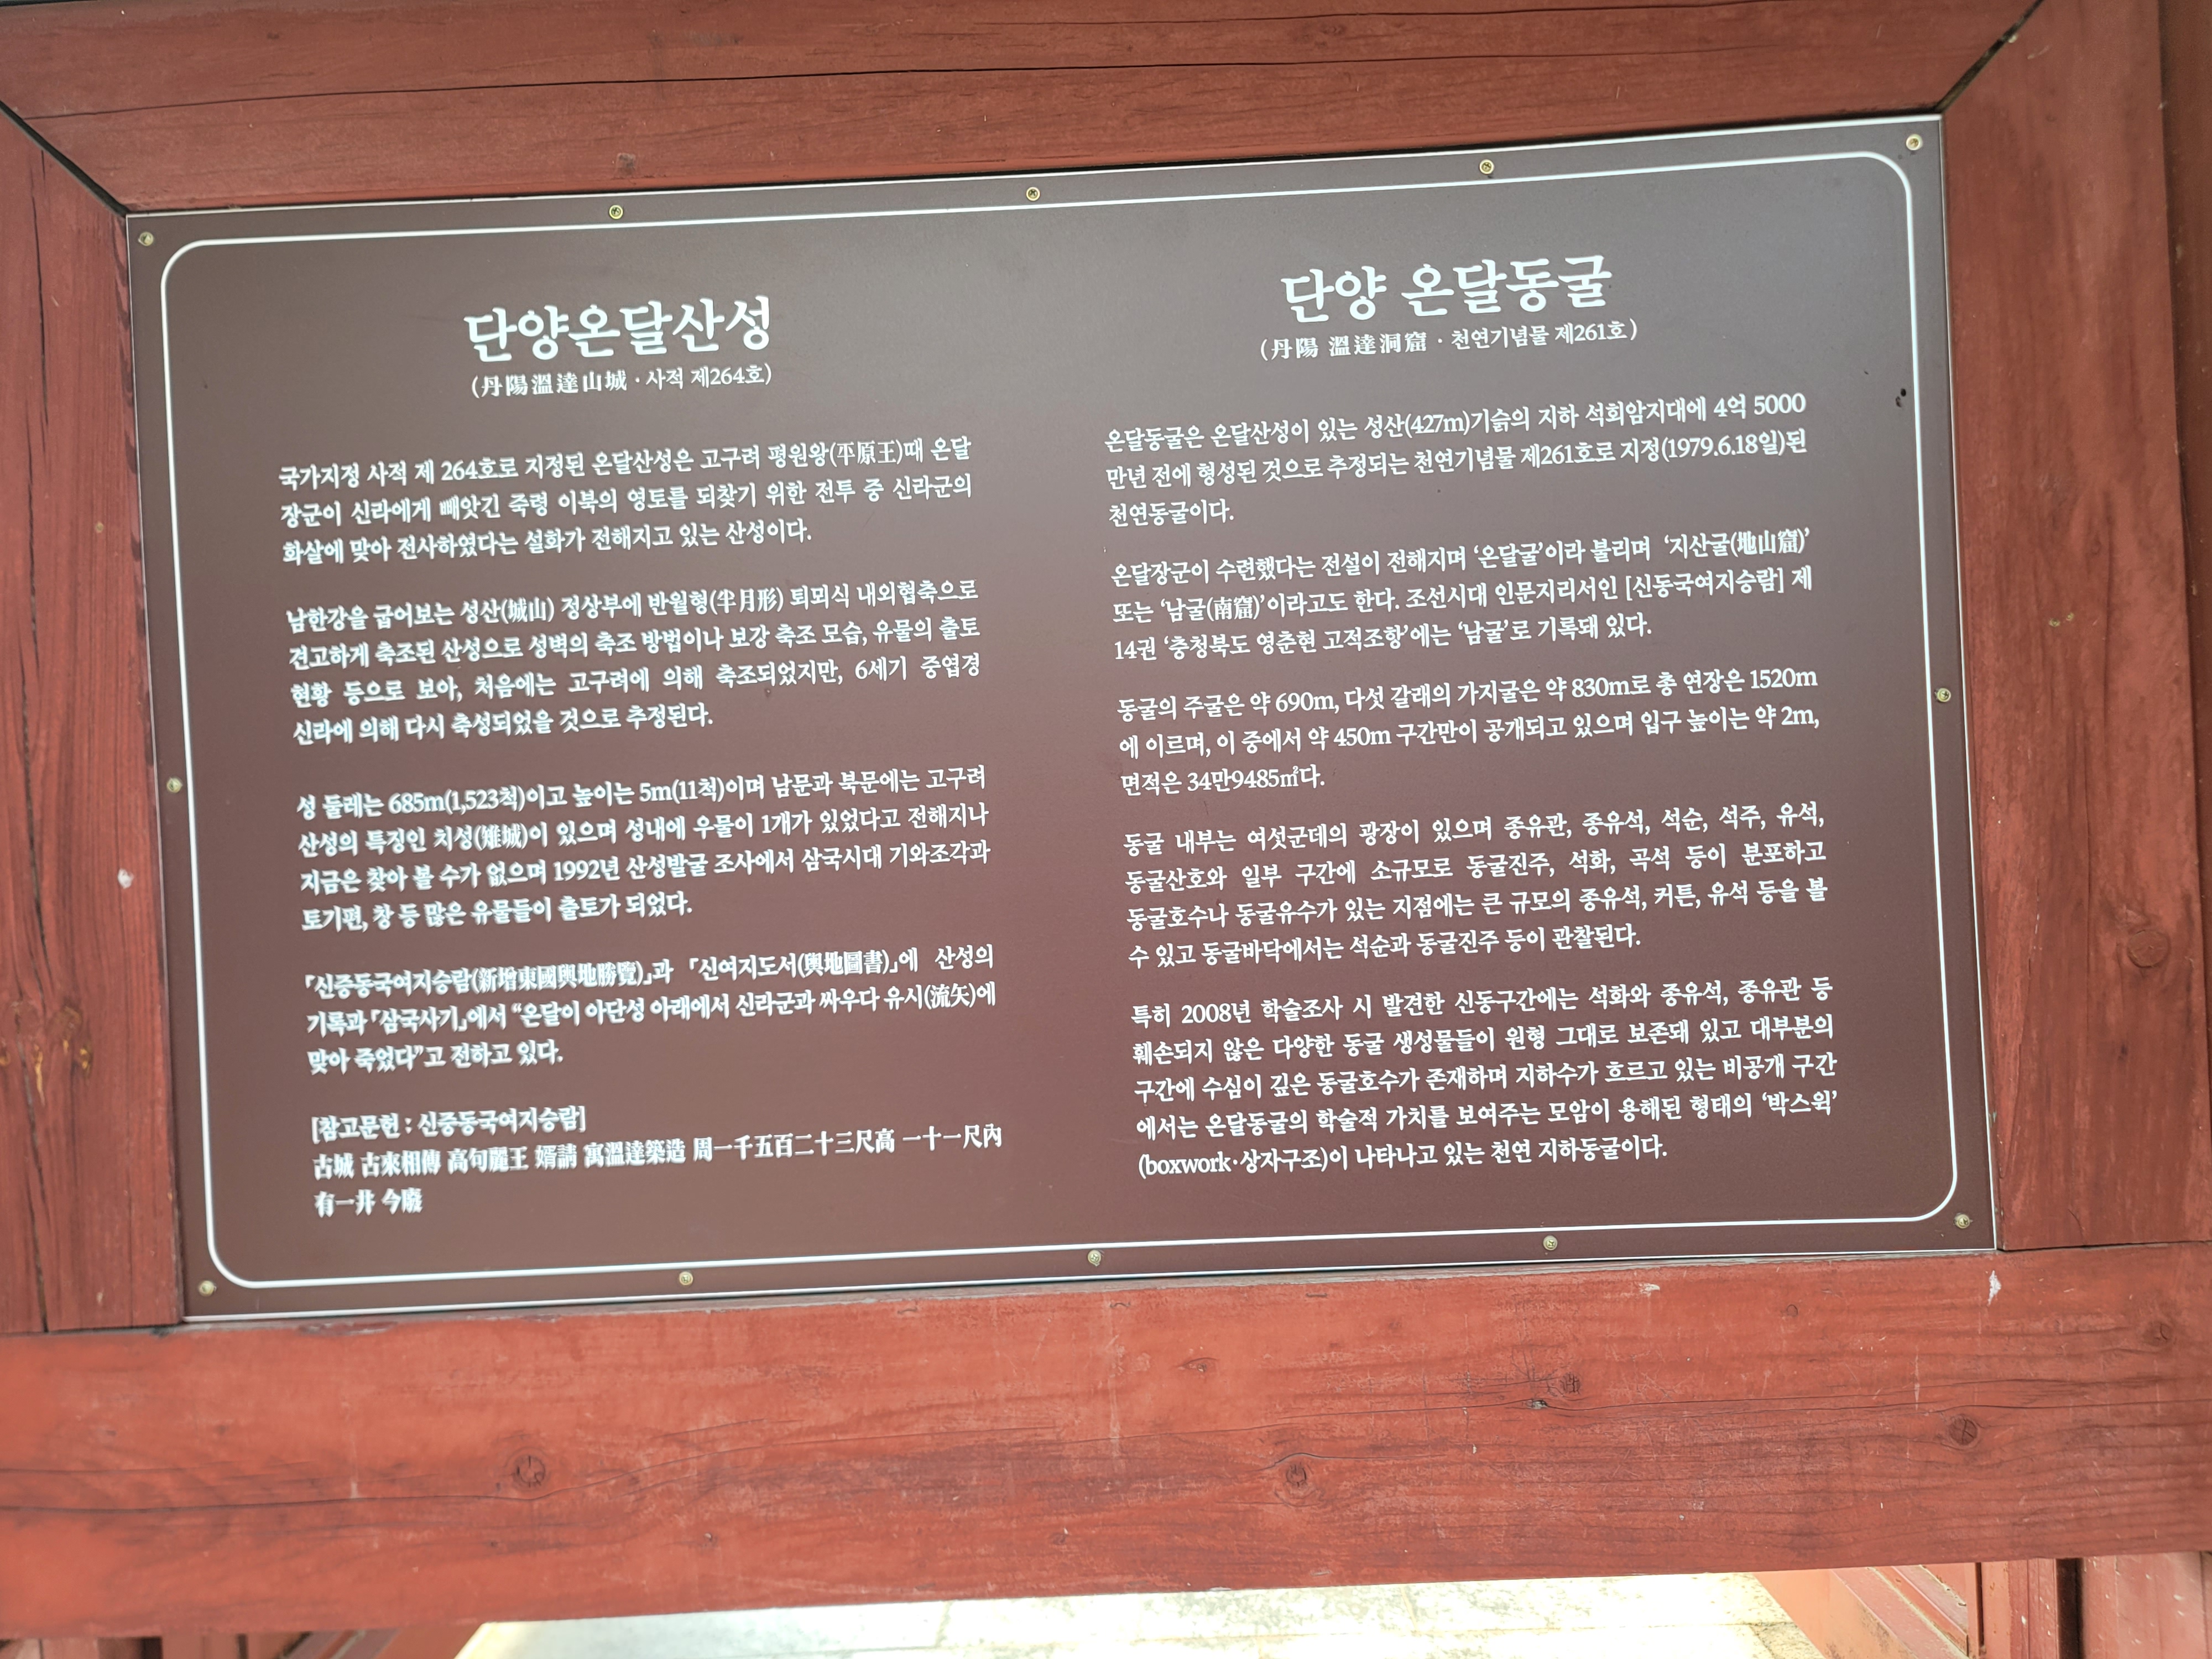 단양온달산성
(丹陽溫達山城 · 사적 제264호)
국가지정 사적 제 264호로 지정된 온달산성은 고구려 평원왕(平原王)때 온달
장군이 신라에게 빼앗긴 죽령 이북의 영토를 되찾기 위한 전투 중 신라군의
화살에 맞아 전사하였다는 설화가 전해지고 있는 산성이다.
남한강을 굽어보는 성산(城山) 정상부에 반월형(半月形) 퇴뫼식 내외협축으로
견고하게 축조된 산성으로 성벽의 축조 방법이나 보강 축조 모습, 유물의 출토
현황 등으로 보아, 처음에는 고구려에 의해 축조되었지만, 6세기 중엽경
신라에 의해 다시 축성되었을 것으로 추정된다.
성 둘레는 685m(1,523척)이고 높이는 5m(11척)이며 남문과 북문에는 고구려
산성의 특징인 치성(雉城)이 있으며 성내에 우물이 1개가 있었다고 전해지나
지금은 찾아 볼 수가 없으며 1992년 산성발굴 조사에서 삼국시대 기와조각과
토기편, 창 등 많은 유물들이 출토가 되었다.
「신증동국여지승람(新增東國輿地勝覽)」과 「신여지도서(輿地圖書)」에 산성의
기록과 「삼국사기」에서 “온달이 아단성 아래에서 신라군과 싸우다 유시(流矢)에
맞아 죽었다”고 전하고 있다.
[참고문헌 : 신증동국여지승람]
古城 古來相傳 高句麗王 婿請 寓溫達築造 周一千五百二十三尺高 一十一尺內
有一井 今廢
단양 온달동굴
(丹陽 溫達洞窟 · 천연기념물 제261호)
온달동굴은 온달산성이 있는 성산(427m)기슭의 지하 석회암지대에 4억 5000
만년 전에 형성된 것으로 추정되는 천연기념물 제261호로 지정(1979.6.18일)된
천연동굴이다.
온달장군이 수련했다는 전설이 전해지며 ‘온달굴’이라 불리며 ‘지산굴(地山窟)’
또는 ‘남굴(南窟)’이라고도 한다. 조선시대 인문지리서인 [신동국여지승람] 제
14권 ‘충청북도 영춘현 고적조항’에는 ‘남굴’로 기록돼 있다.
동굴의 주굴은 약 690m, 다섯 갈래의 가지굴은 약 830m로 총 연장은 1520m
에 이르며, 이 중에서 약 450m 구간만이 공개되고 있으며 입구 높이는 약 2m,
면적은 34만9485㎡다.
동굴 내부는 여섯군데의 광장이 있으며 종유관, 종유석, 석순, 석주, 유석,
동굴산호와 일부 구간에 소규모로 동굴진주, 석화, 곡석 등이 분포하고
동굴호수나 동굴유수가 있는 지점에는 큰 규모의 종유석, 커튼, 유석 등을 볼
수 있고 동굴바닥에서는 석순과 동굴진주 등이 관찰된다.
특히 2008년 학술조사 시 발견한 신동구간에는 석화와 종유석, 종유관 등
훼손되지 않은 다양한 동굴 생성물들이 원형 그대로 보존돼 있고 대부분의
구간에 수심이 깊은 동굴호수가 존재하며 지하수가 흐르고 있는 비공개 구간
에서는 온달동굴의 학술적 가치를 보여주는 모암이 용해된 형태의 ‘박스웍’
(boxwork·상자구조)이 나타나고 있는 천연 지하동굴이다.